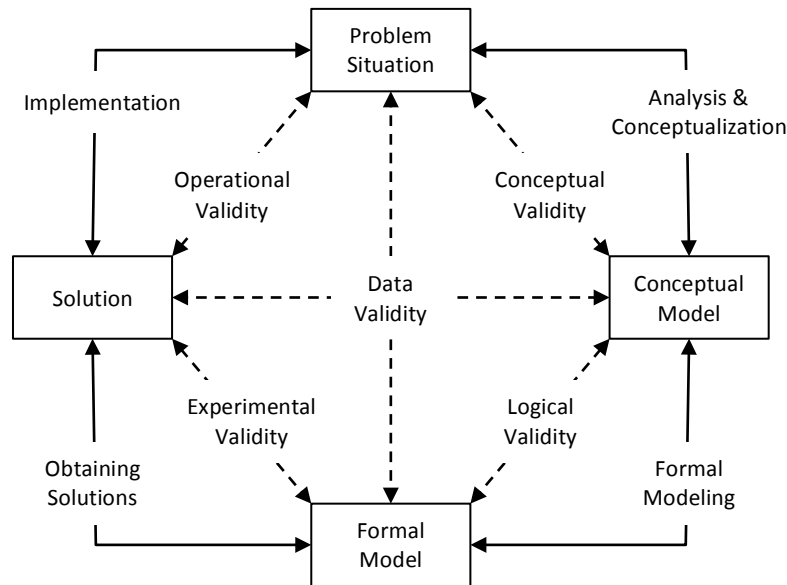 Problem
Situation
Implementation
Analysis &
Conceptualization
Operational
Validity
Conceptual
Validity
Solution
Data
Validity
Conceptual
Model
Experimental
Validity
Logical
Validity
Obtaining
Solutions
Formal
Modeling
Formal
Model